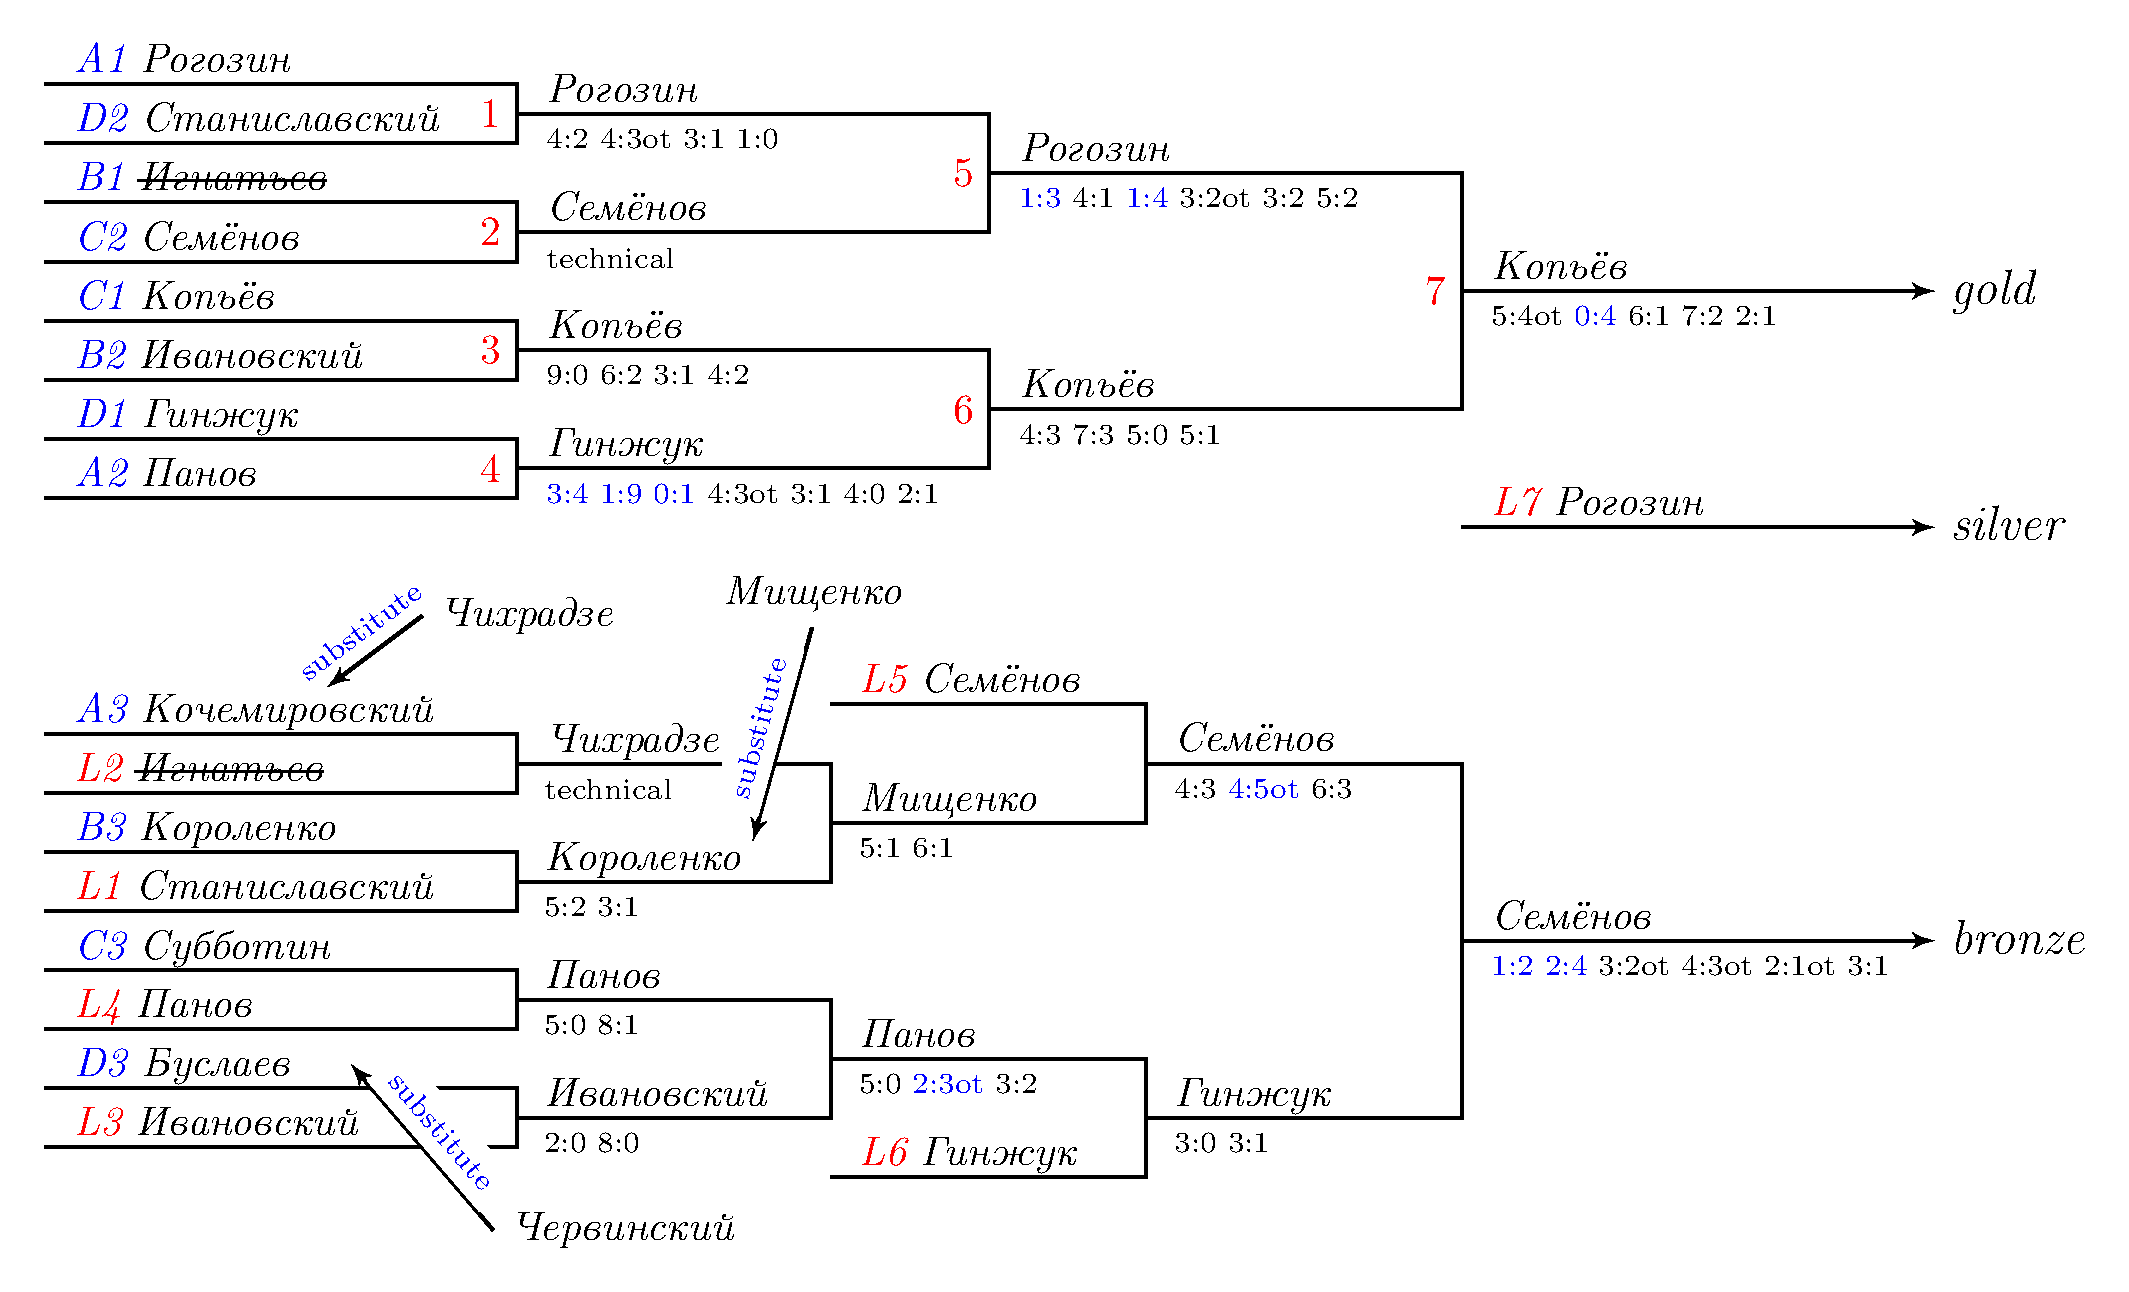 A1 Рогозин
D2 Станиславский
1
Рогозин
4:2 4:3ot 3:1 1:0
B1 Игнатьев
C2 Семёнов
2
Семёнов
technical
5
Рогозин
1:3 4:1 1:4 3:2ot 3:2 5:2
C1 Копьёв
B2 Ивановский
3
Копьёв
9:0 6:2 3:1 4:2
D1 Гинжук
A2 Панов
4
Гинжук
3:4 1:9 0:1 4:3ot 3:1 4:0 2:1
6
Копьёв
4:3 7:3 5:0 5:1
7
Копьёв
5:4ot 0:4 6:1 7:2 2:1
gold
L7 Рогозин
silver
substitute
Чихрадзе
Мищенко
substitute
A3 Кочемировский
L2 Игнатьев
Чихрадзе
technical
B3 Короленко
L1 Станиславский
Короленко
5:2 3:1
L5 Семёнов
Мищенко
5:1 6:1
Семёнов
4:3 4:5ot 6:3
C3 Субботин
L4 Панов
Панов
5:0 8:1
D3 Буслаев
L3 Ивановский
substitute
Червинский
Ивановский
2:0 8:0
Панов
5:0 2:3ot 3:2
L6 Гинжук
Гинжук
3:0 3:1
Семёнов
1:2 2:4 3:2ot 4:3ot 2:1ot 3:1
bronze